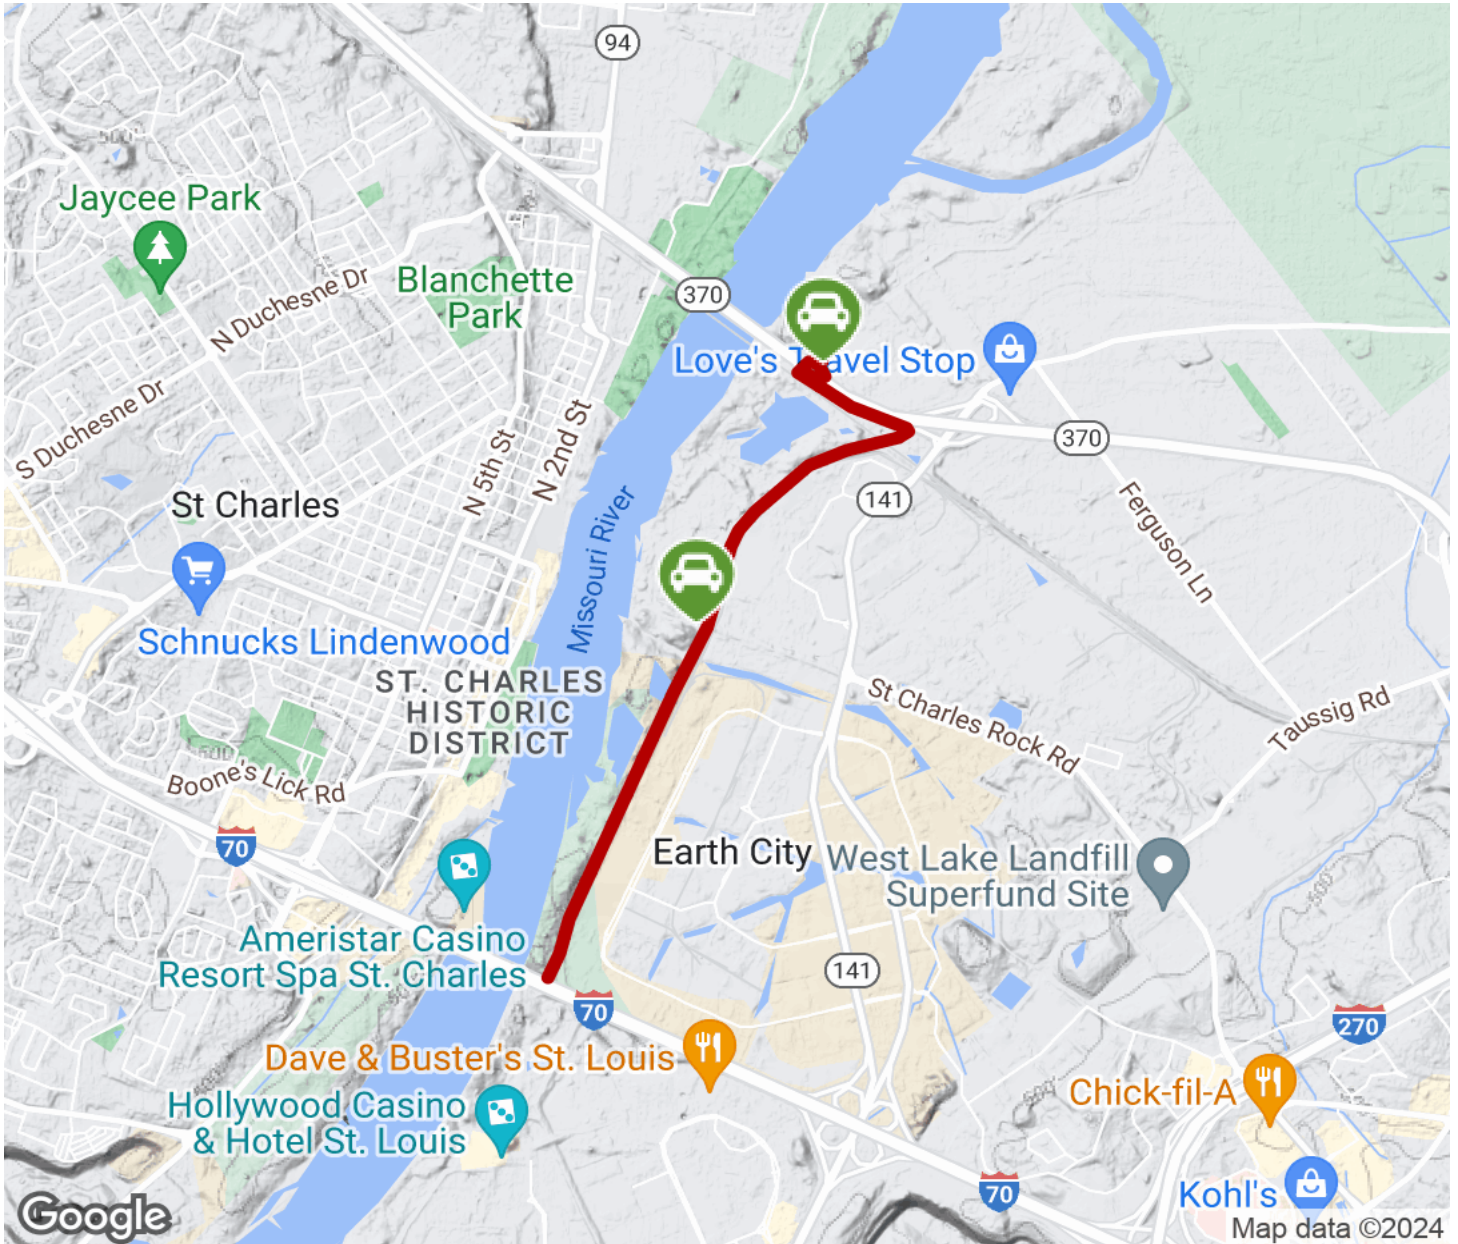 94
500
Jaycee Park
N Duchesne Dr
Blanchette
Park
370
Love's Travel Stop
S Duchesne Dr
N 5th St
N 2nd St
370
St Charles
141
Ferguson Ln
Missouri River
Schnucks Lindenwood
ST. CHARLES
HISTORIC
DISTRICT
St Charles Rock Rd
Taussig Rd
500
Boone's Lick Rd
70
Earth City
West Lake Landfill
Superfund Site
Ameristar Casino
Resort Spa St. Charles
141
70
270
Dave & Buster's St. Louis
Chick-fil-A
Hollywood Casino
& Hotel St. Louis
70
Kohl's
Google
Map data ©2024